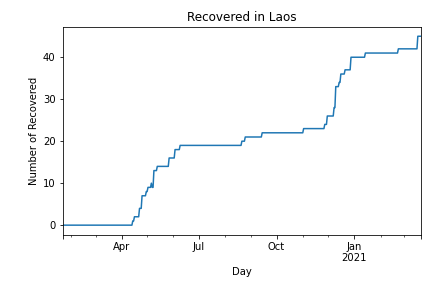 Recovered in Laos
Number of Recovered
40
30
20
10
0
Apr
Jul
Oct
Jan
2021
Day